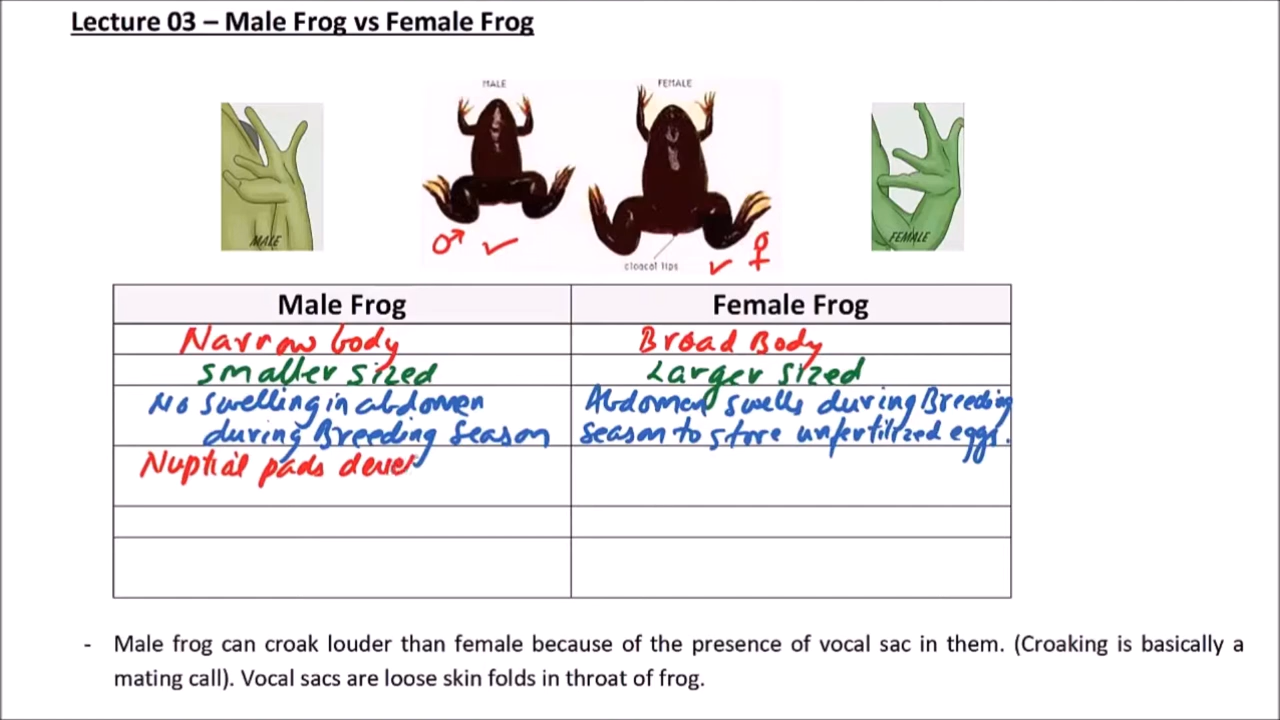 Lecture 03 – Male Frog vs Female Frog
MALE
FEMALE
MALE
cloacal lips
FEMALE
♂ ✓
✓ ♀
Male Frog
Female Frog
Narrow body
Broad Body
Smaller sized
Larger sized
No swelling in abdomen
during Breeding Season
Abdomen swells during Breeding
season to store unfertilized eggs.
Nuptial pads devel
- Male frog can croak louder than female because of the presence of vocal sac in them. (Croaking is basically a
mating call). Vocal sacs are loose skin folds in throat of frog.